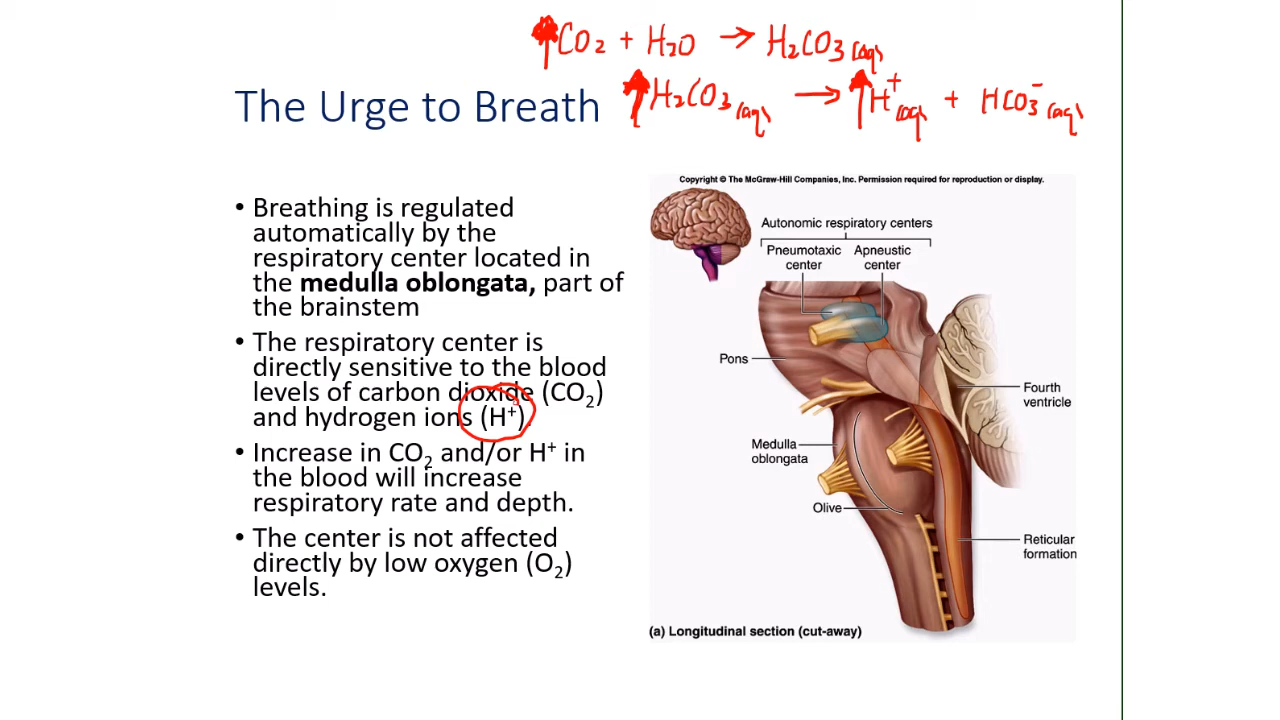 ↑CO₂ + H₂O → H₂CO₃(aq)
↑H₂CO₃(aq) → ↑H⁺(aq) + HCO₃⁻(aq)
The Urge to Breath
• Breathing is regulated
automatically by the
respiratory center located in
the medulla oblongata, part of
the brainstem
• The respiratory center is
directly sensitive to the blood
levels of carbon dioxide (CO₂)
and hydrogen ions (H⁺).
• Increase in CO₂ and/or H⁺ in
the blood will increase
respiratory rate and depth.
• The center is not affected
directly by low oxygen (O₂)
levels.
Copyright © The McGraw-Hill Companies, Inc. Permission required for reproduction or display.
Autonomic respiratory centers
Pneumotaxic
center
Apneustic
center
Pons
Fourth
ventricle
Medulla
oblongata
Olive
Reticular
formation
(a) Longitudinal section (cut-away)